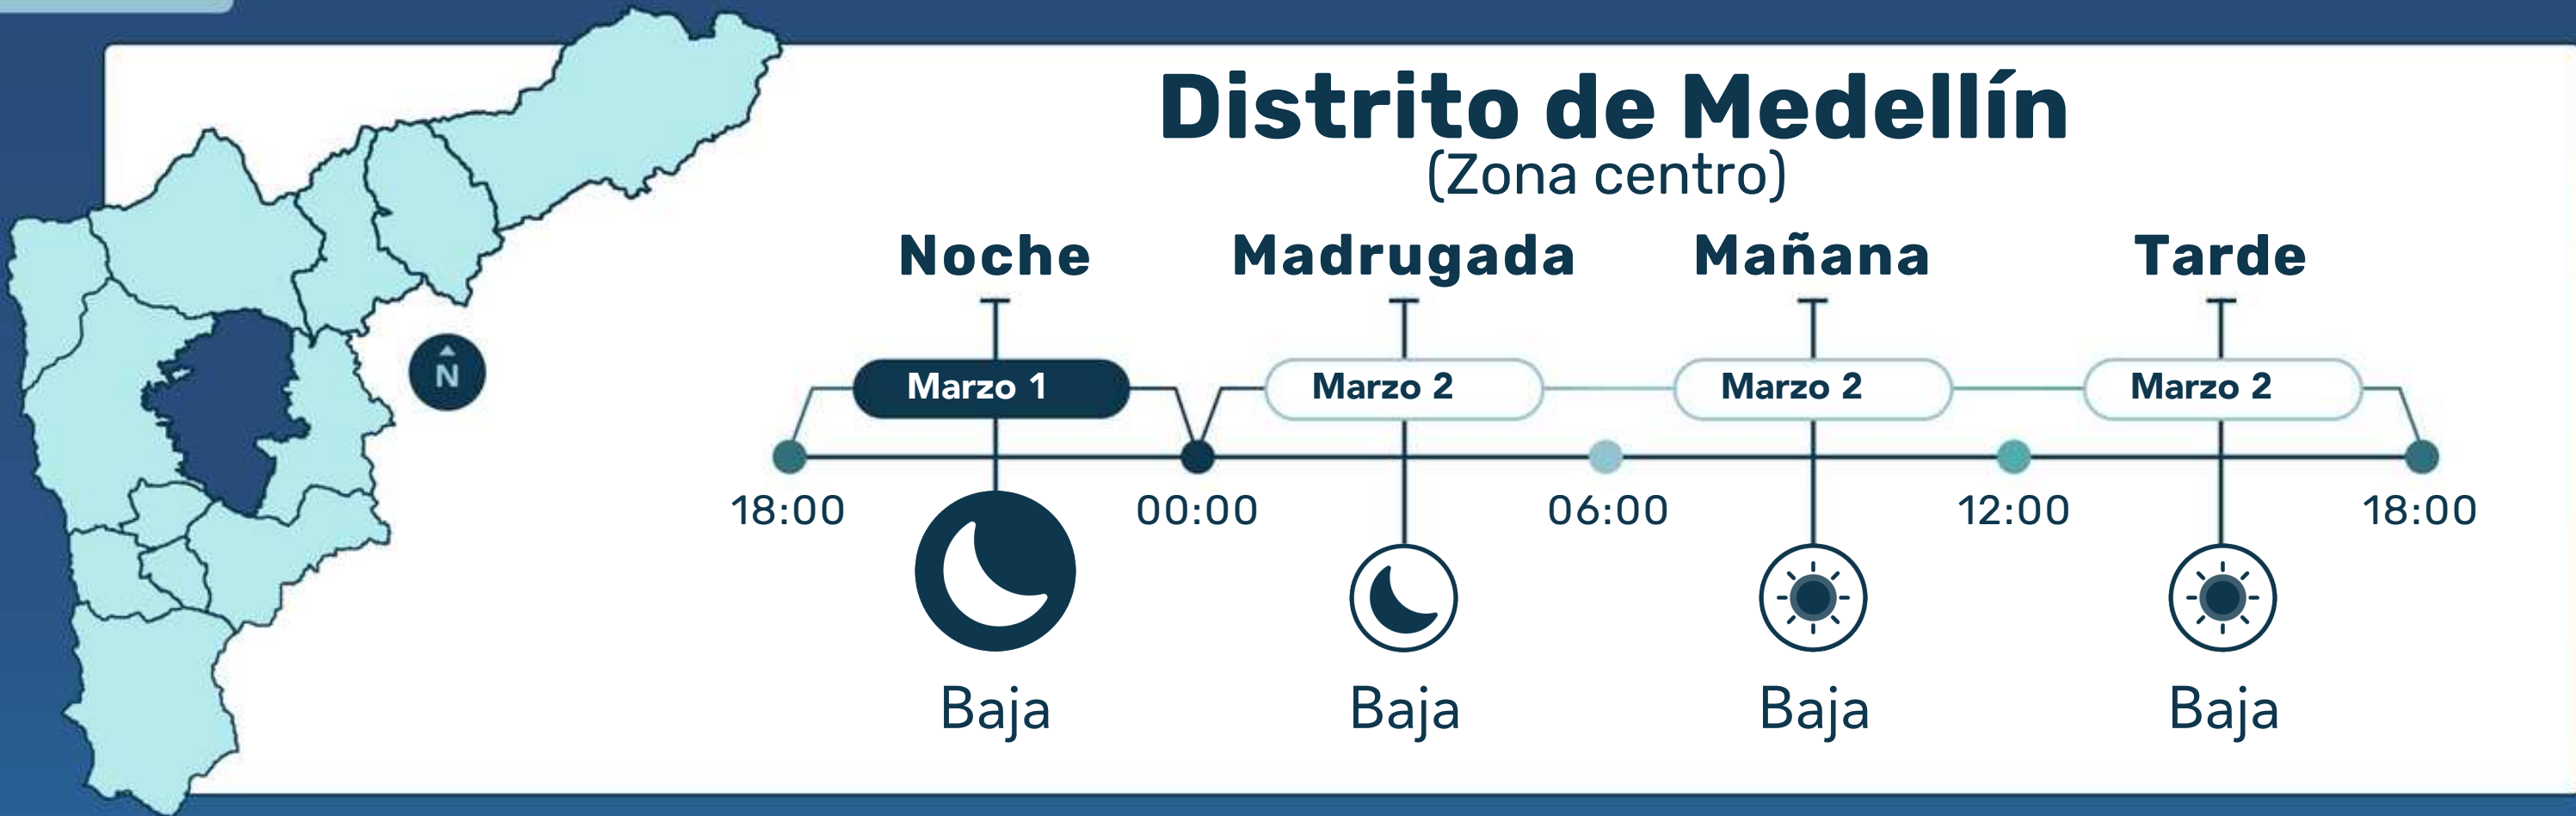 Distrito de Medellín
(Zona centro)
Noche Madrugada Mañana Tarde
Marzo 1 Marzo 2 Marzo 2 Marzo 2
N
18:00 00:00 06:00 12:00 18:00
Baja Baja Baja Baja